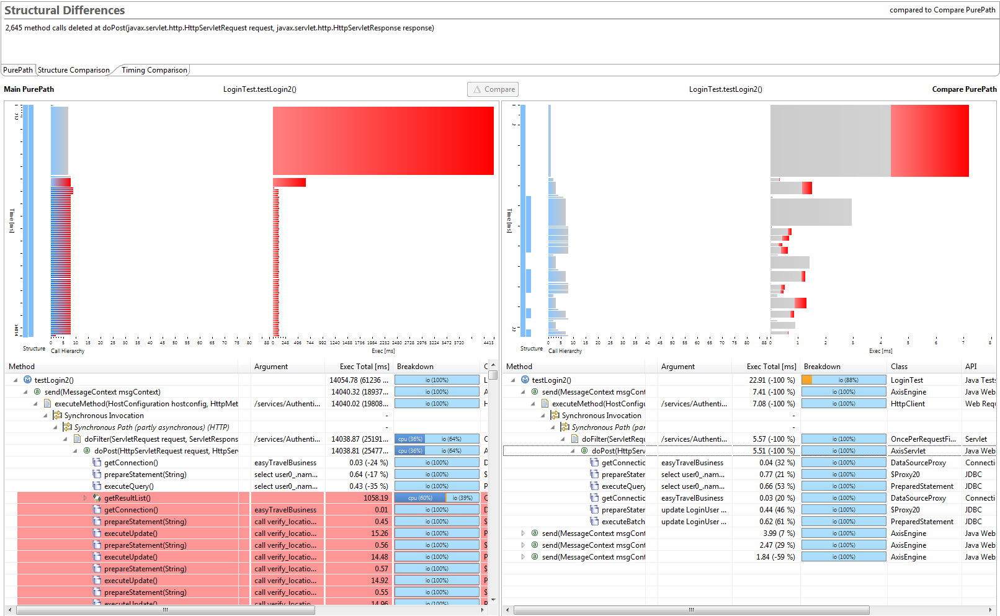 Structural Differences
compared to Compare PurePath
2,645 method calls deleted at doPost(javax.servlet.http.HttpServletRequest request, javax.servlet.http.HttpServletResponse response)
PurePath Structure Comparison Timing Comparison
Main PurePath LoginTest.testLogin2() Compare LoginTest.testLogin2() Compare PurePath
Time [ms]
Structure
0 5 10 15 20 25 30 35 40 45 50 55 60 65 70 75 80 88
Call Hierarchy
0 248 496 744 992 1240 1488 1736 1984 2232 2480 2728 2976 3224 3472 3720 4413
Exec [ms]
Time [ms]
2
Structure
0 5 10 15 20 25 30 35 40 45 50 55 60 65 70 75 80 88
Call Hierarchy
0 1 2 3 4 5 6 7 8
Exec [ms]
Method Argument Exec Total [ms] Breakdown
testLogin2() 14054.78 (61236 ... io (100%) L
send(MessageContext msgContext) 14040.32 (18937... io (100%) A
executeMethod(HostConfiguration hostconfig, HttpMet /services/Authenti... 14040.02 (19808... io (100%) H
Synchronous Invocation -
Synchronous Path (partly asynchronous) (HTTP) -
doFilter(ServletRequest request, ServletRespons /services/Authenti... 14038.87 (25191... cpu (36%) io (64%)
doPost(HttpServletRequest request, HttpServ 14038.81 (25477... cpu (36%) io (64%) A
getConnection() easyTravelBusiness 0.03 (-24 %) io (100%) D
prepareStatement(String) select user0_.nam... 0.64 (-17 %) io (100%) $
executeQuery() select user0_.nam... 0.43 (-35 %) io (100%) P
getResultList() 1058.19 cpu (60%) io (39%)
getConnection() easyTravelBusiness 0.01 io (100%) D
prepareStatement(String) call verify_locatio... 0.45 io (100%) $
executeUpdate() call verify_locatio... 15.26 io (100%) P
prepareStatement(String) call verify_locatio... 0.56 io (100%) $
executeUpdate() call verify_locatio... 14.48 io (100%) P
prepareStatement(String) call verify_locatio... 0.57 io (100%) $
executeUpdate() call verify_locatio... 14.92 io (100%) P
prepareStatement(String) call verify_locatio... 0.55 io (100%) $
executeUpdate() call verify_locatio... 14.96 io (100%) P
Method Argument Exec Total [ms] Breakdown Class API
testLogin2() 22.91 (-100 %) io (88%) LoginTest Java Tests
send(MessageContext msgCont 7.41 (-100 %) io (100%) AxisEngine Java Web
executeMethod(HostConfigu /services/Authenti... 7.08 (-100 %) io (100%) HttpClient Web Requ
Synchronous Invocation -
Synchronous Path (par -
doFilter(ServletRequ /services/Authenti... 5.57 (-100 %) io (100%) OncePerRequestFi... Servlet
doPost(HttpServ 5.51 (-100 %) io (100%) AxisServlet Java Web
getConnectic easyTravelBusiness 0.04 (32 %) io (100%) DataSourceProxy Connecti
prepareStater select user0_.nam... 0.77 (21 %) io (100%) $Proxy20 JDBC
executeQuery select user0_.nam... 0.66 (53 %) io (100%) PreparedStatement JDBC
getConnectic easyTravelBusiness 0.03 (20 %) io (100%) DataSourceProxy Connecti
prepareStater update LoginUser ... 0.44 (46 %) io (100%) $Proxy20 JDBC
executeBatch update LoginUser ... 0.62 (61 %) io (100%) PreparedStatement JDBC
send(MessageContext msgCont 3.99 (7 %) io (100%) AxisEngine Java Web
send(MessageContext msgCont 2.47 (29 %) io (100%) AxisEngine Java Web
send(MessageContext msgCont 1.84 (-59 %) io (100%) AxisEngine Java Web